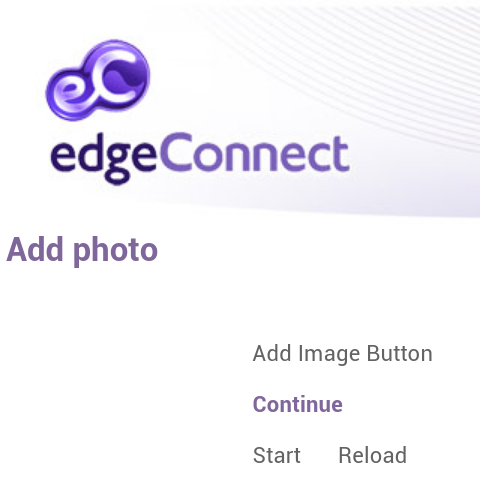 eC
edgeConnect
Add photo
Add Image Button
Continue
Start Reload